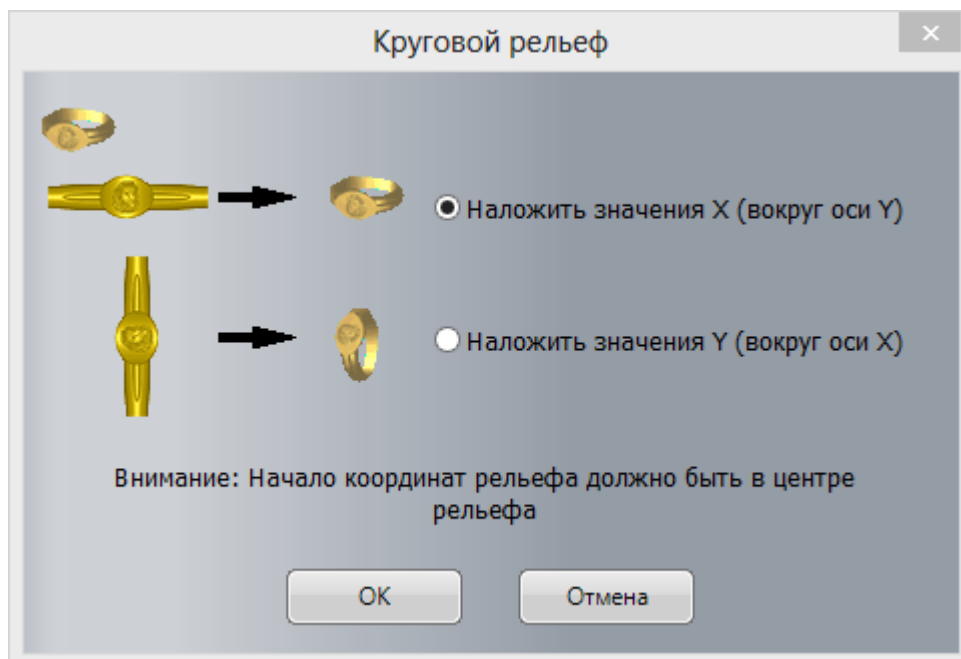 Круговой рельеф
Наложить значения X (вокруг оси Y)
Наложить значения Y (вокруг оси X)
Внимание: Начало координат рельефа должно быть в центре
рельефа
OK
Отмена